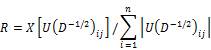 R = X[U(D^{-1/2})_{ij}] / \sum_{i=1}^{n} |U(D^{-1/2})_{ij}|